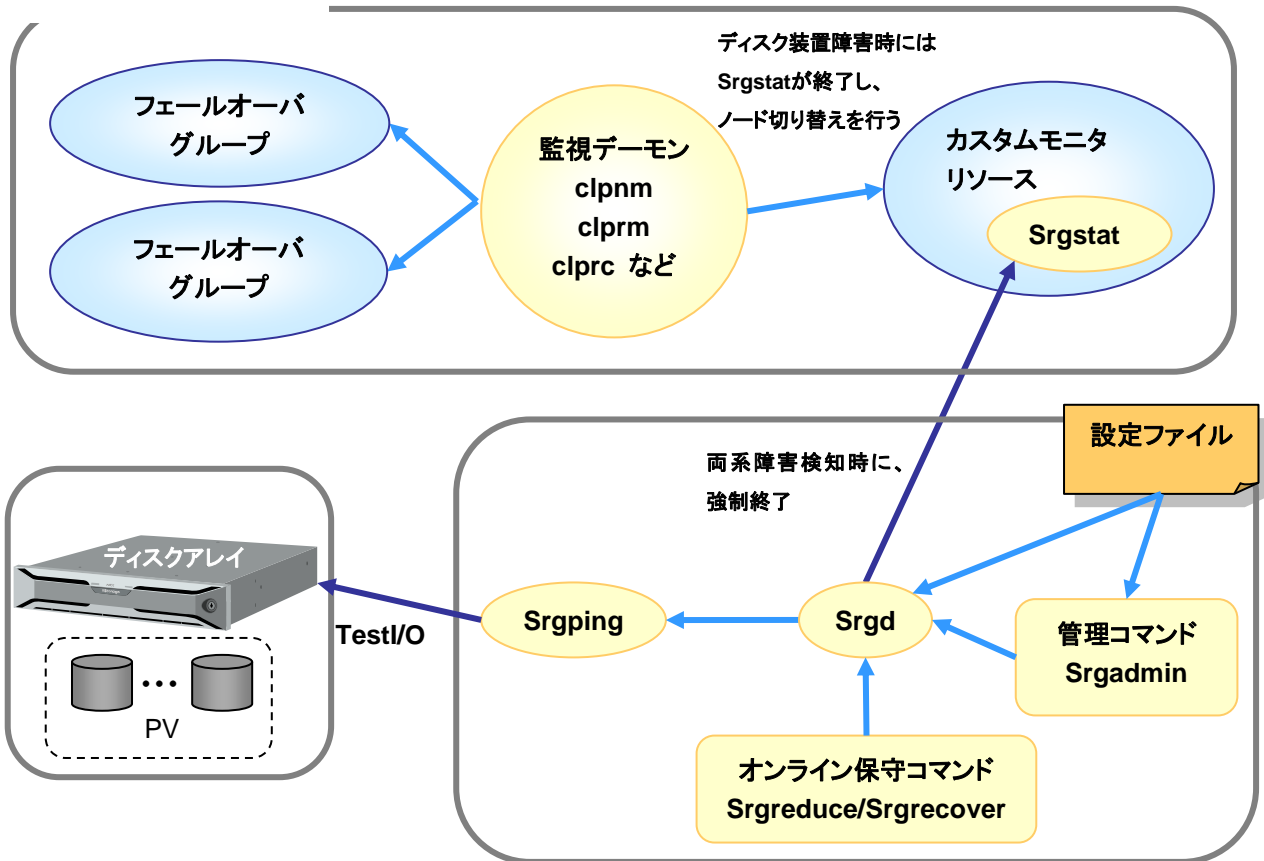 ディスク装置障害時には
Srgstatが終了し、
ノード切り替えを行う
フェールオーバ
グループ
フェールオーバ
グループ
監視デーモン
clpnm
clprm
clprc など
カスタムモニタ
リソース
Srgstat
両系障害検知時に、
強制終了
設定ファイル
ディスクアレイ
PV
TestI/O
Srgping
Srgd
管理コマンド
Srgadmin
オンライン保守コマンド
Srgreduce/Srgrecover